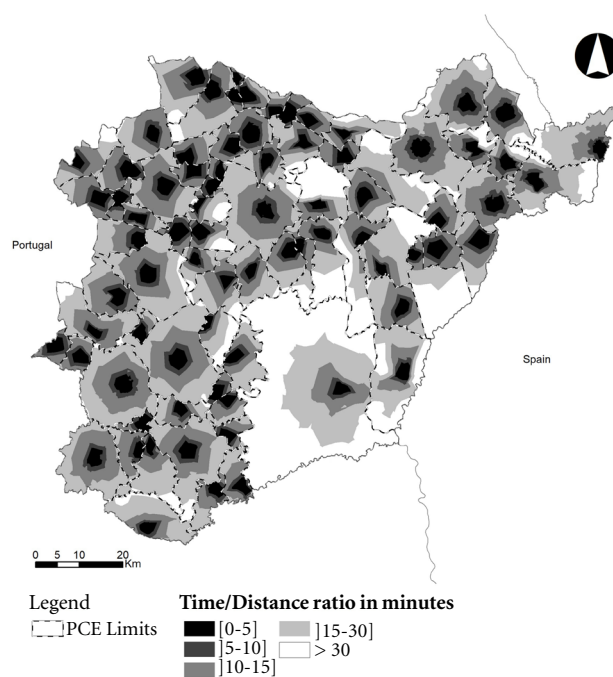 Portugal
Spain
0 5 10 20
Km
Legend
PCE Limits
Time/Distance ratio in minutes
[0-5]
]5-10]
]10-15]
]15-30]
> 30